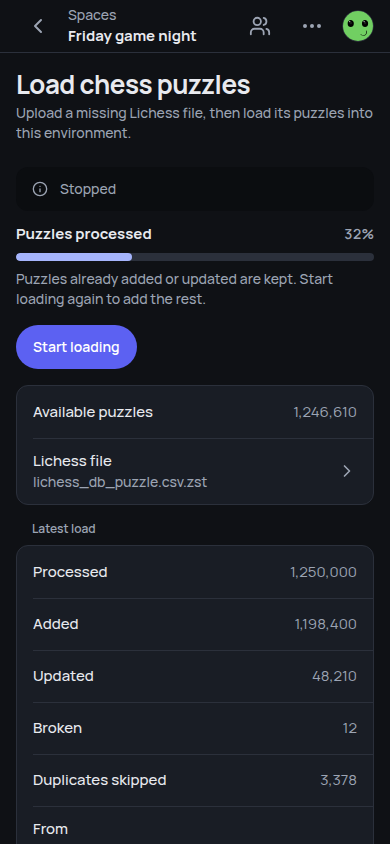 Spaces
Friday game night
Load chess puzzles
Upload a missing Lichess file, then load its puzzles into
this environment.
Stopped
Puzzles processed 32%
Puzzles already added or updated are kept. Start
loading again to add the rest.
Start loading
Available puzzles 1,246,610
Lichess file
lichess_db_puzzle.csv.zst
Latest load
Processed 1,250,000
Added 1,198,400
Updated 48,210
Broken 12
Duplicates skipped 3,378
From